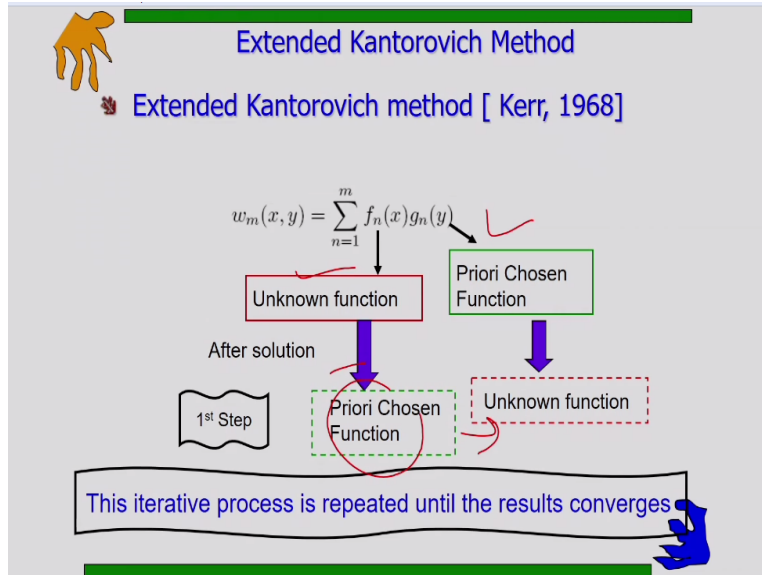 Extended Kantorovich Method
Extended Kantorovich method [ Kerr, 1968]
w_m(x, y) = \sum_{n=1}^{m} f_n(x)g_n(y)
Unknown function
Priori Chosen
Function
After solution
1st Step
Priori Chosen
Function
Unknown function
This iterative process is repeated until the results converges